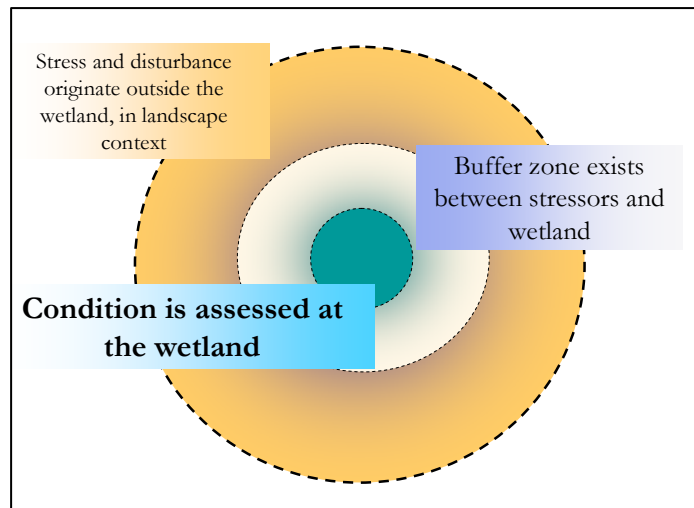 Stress and disturbance
originate outside the
wetland, in landscape
context
Buffer zone exists
between stressors and
wetland
Condition is assessed at
the wetland